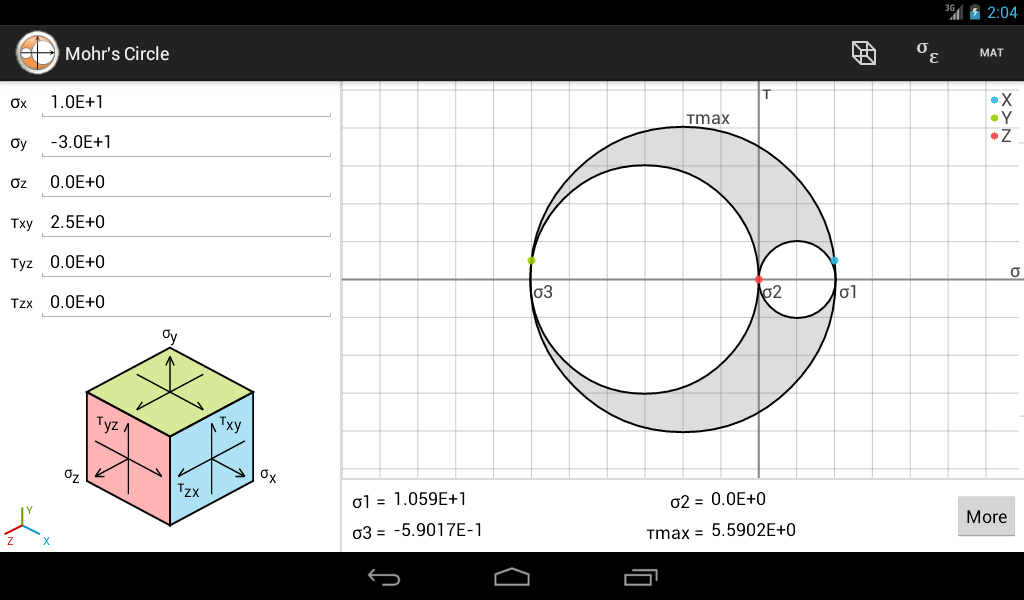 3G 2:04
Mohr's Circle
σ
ε
MAT
σx 1.0E+1
σy -3.0E+1
σz 0.0E+0
τxy 2.5E+0
τyz 0.0E+0
τzx 0.0E+0
σy
τyz
τxy
σz
τzx
σx
Y
Z
X
τ
τmax
X
Y
Z
σ
σ3
σ2
σ1
σ1 = 1.059E+1
σ2 = 0.0E+0
σ3 = -5.9017E-1
τmax = 5.5902E+0
More